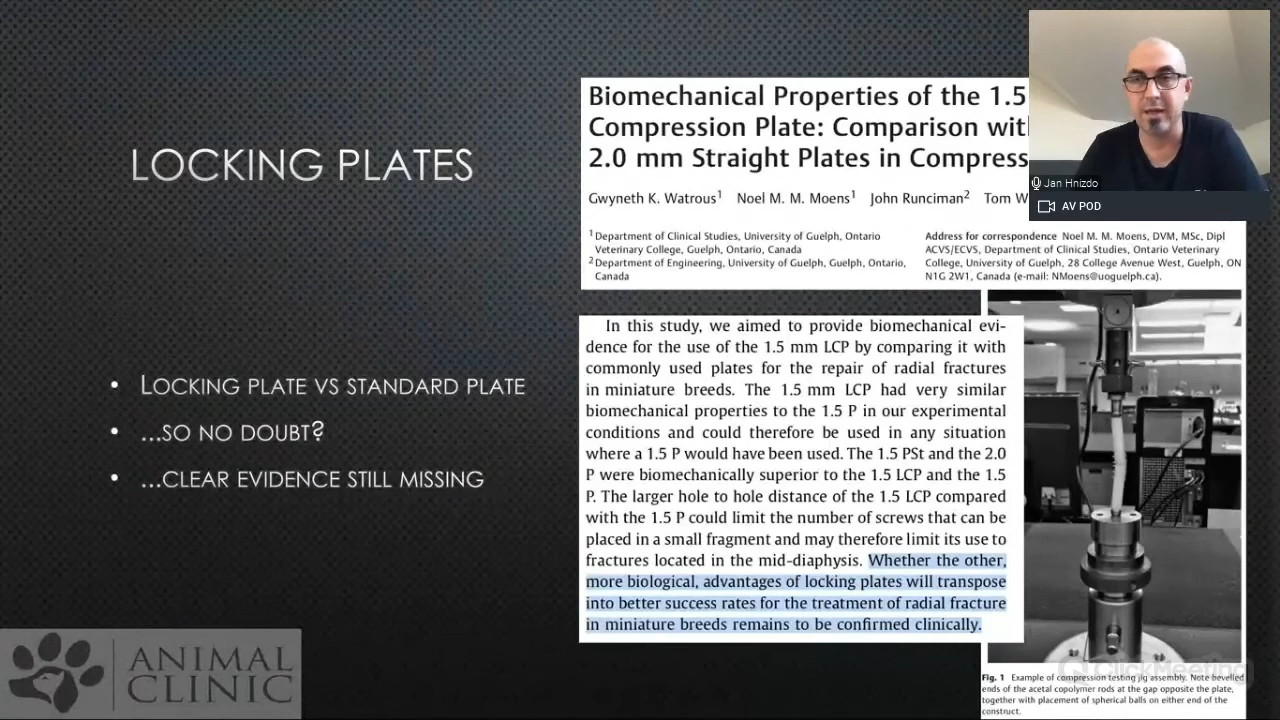 LOCKING PLATES
• LOCKING PLATE VS STANDARD PLATE
• ...SO NO DOUBT?
• ...CLEAR EVIDENCE STILL MISSING
ANIMAL
CLINIC
Biomechanical Properties of the 1.5
Compression Plate: Comparison with
2.0 mm Straight Plates in Compress
Gwyneth K. Watrous1 Noel M. M. Moens1 John Runciman2 Tom W
1 Department of Clinical Studies, University of Guelph, Ontario
Veterinary College, Guelph, Ontario, Canada
2 Department of Engineering, University of Guelph, Guelph, Ontario,
Canada
Address for correspondence Noel M. M. Moens, DVM, MSc, Dipl
ACVS/ECVS, Department of Clinical Studies, Ontario Veterinary
College, University of Guelph, 28 College Avenue West, Guelph, ON
N1G 2W1, Canada (e-mail: NMoens@uoguelph.ca).
In this study, we aimed to provide biomechanical evi-
dence for the use of the 1.5 mm LCP by comparing it with
commonly used plates for the repair of radial fractures
in miniature breeds. The 1.5 mm LCP had very similar
biomechanical properties to the 1.5 P in our experimental
conditions and could therefore be used in any situation
where a 1.5 P would have been used. The 1.5 PSt and the 2.0
P were biomechanically superior to the 1.5 LCP and the 1.5
P. The larger hole to hole distance of the 1.5 LCP compared
with the 1.5 P could limit the number of screws that can be
placed in a small fragment and may therefore limit its use to
fractures located in the mid-diaphysis. Whether the other,
more biological, advantages of locking plates will transpose
into better success rates for the treatment of radial fracture
in miniature breeds remains to be confirmed clinically.
Jan Hnizdo
AV POD
ClickMeeting
Fig. 1 Example of compression testing jig assembly. Note bevelled
ends of the acetal copolymer rods at the gap opposite the plate,
together with placement of spherical balls on either end of the
construct.